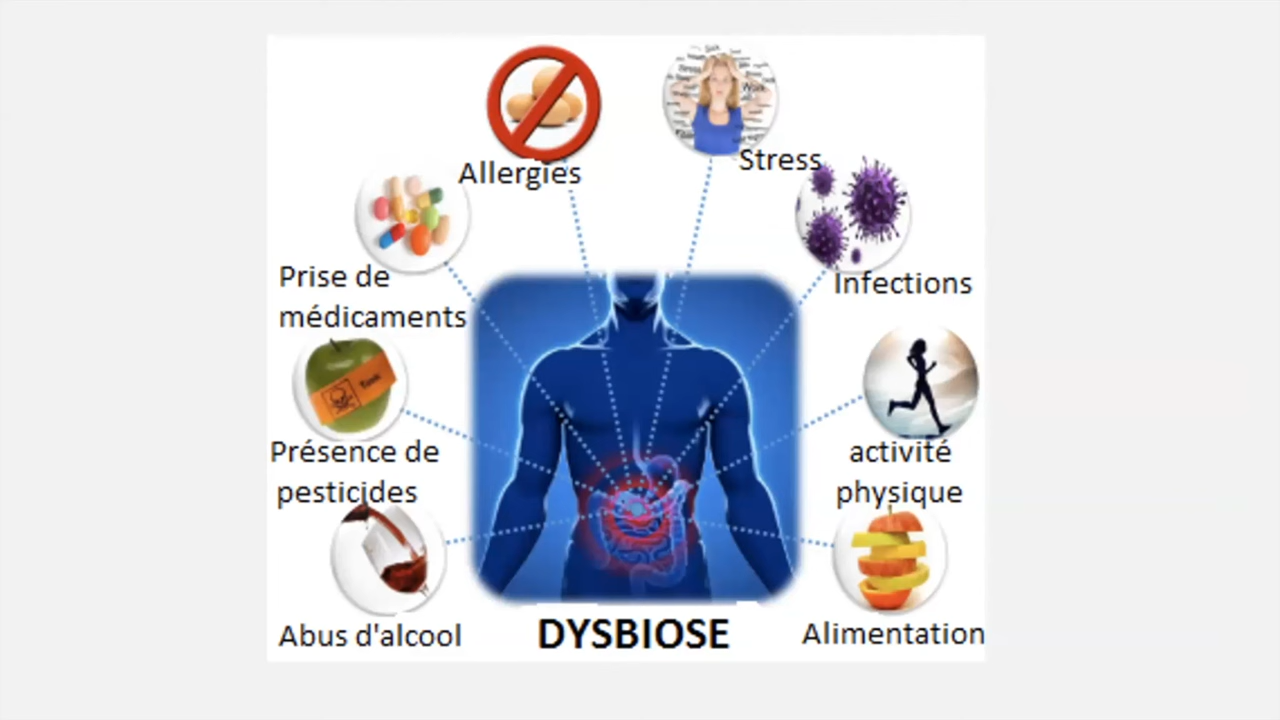 Allergies
Stress
Prise de
médicaments
Infections
Présence de
pesticides
activité
physique
Abus d'alcool
DYSBIOSE
Alimentation